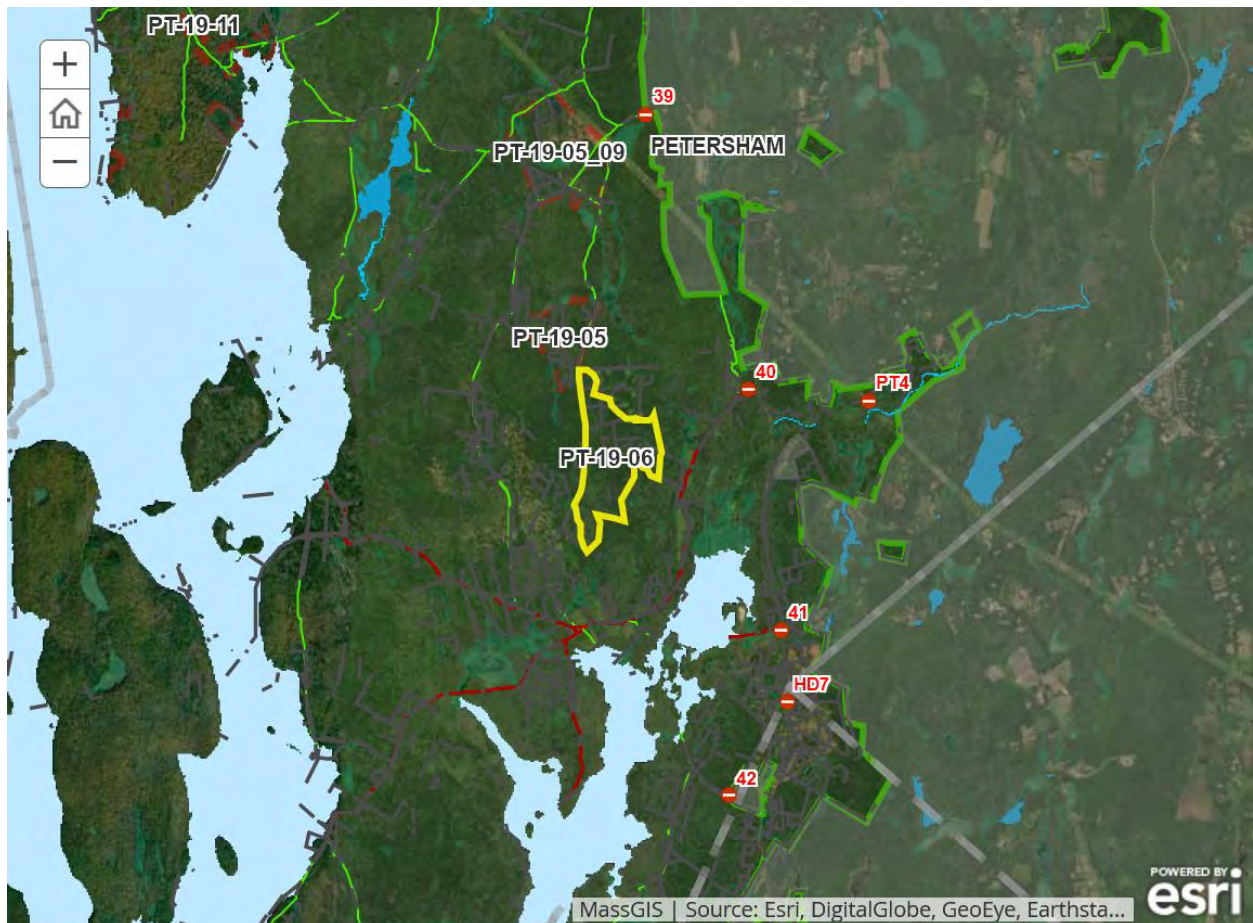 PT-19-11
+
−
39
PETERSHAM
PT-19-05_09
PT-19-05
40
PT4
PT-19-06
41
HD7
42
POWERED BY
esri
MassGIS | Source: Esri, DigitalGlobe, GeoEye, Earthsta...